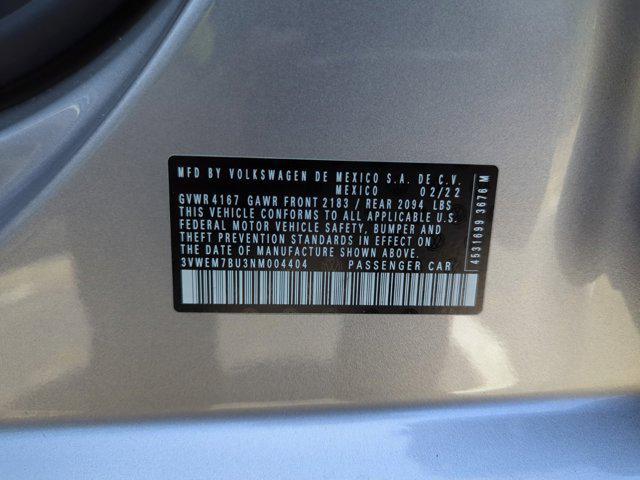 MFD BY VOLKSWAGEN DE MEXICO S.A. DE C.V.
MEXICO 02/22
GVWR 4167 GAWR FRONT 2183 / REAR 2094 LBS
THIS VEHICLE CONFORMS TO ALL APPLICABLE U.S.
FEDERAL MOTOR VEHICLE SAFETY, BUMPER AND
THEFT PREVENTION STANDARDS IN EFFECT ON
THE DATE OF MANUFACTURE SHOWN ABOVE.
3VWEM7BU3NM004404 PASSENGER CAR
4531699 3676 M